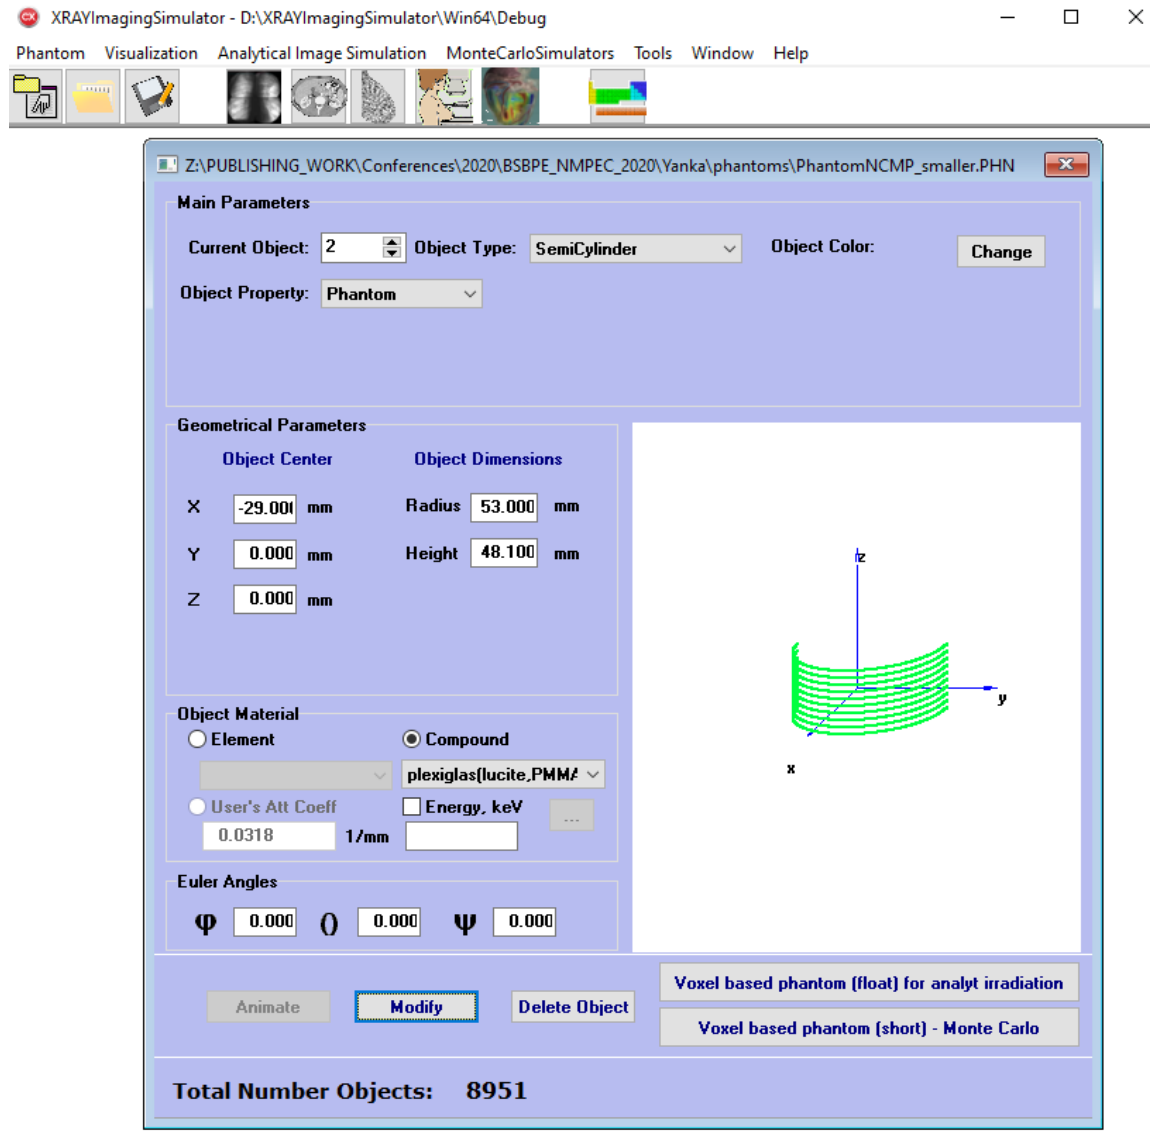 XRAYImagingSimulator - D:\XRAYImagingSimulator\Win64\Debug
Phantom Visualization Analytical Image Simulation MonteCarloSimulators Tools Window Help
Z:\PUBLISHING_WORK\Conferences\2020\BSBPE_NMPEC_2020\Yanka\phantoms\PhantomNCMP_smaller.PHN
Main Parameters
Current Object: 2 Object Type: SemiCylinder Object Color: Change
Object Property: Phantom
Geometrical Parameters
Object Center Object Dimensions
X -29.000 mm Radius 53.000 mm
Y 0.000 mm Height 48.100 mm
Z 0.000 mm
z
y
x
Object Material
Element Compound
plexiglas(lucite,PMMA
User's Att Coeff Energy, keV ...
0.0318 1/mm
Euler Angles
φ 0.000 () 0.000 ψ 0.000
Animate Modify Delete Object
Voxel based phantom (float) for analyt irradiation
Voxel based phantom (short) - Monte Carlo
Total Number Objects: 8951